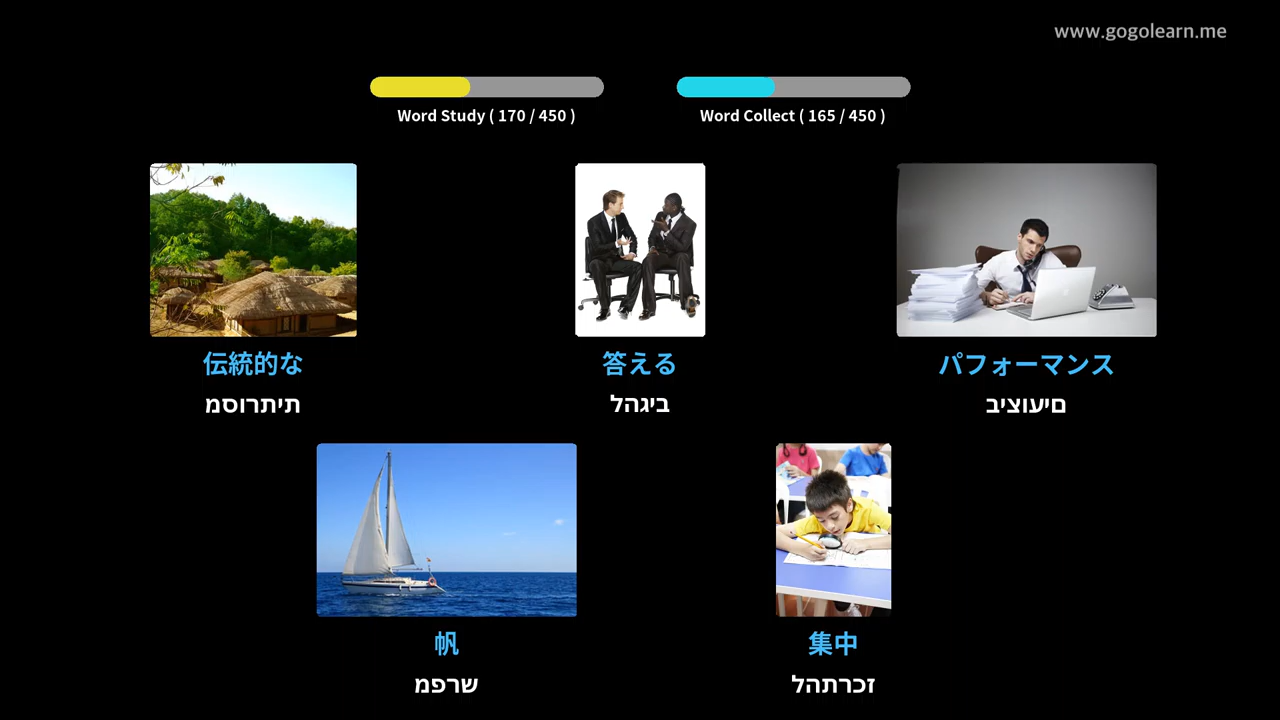 www.gogolearn.me
Word Study ( 170 / 450 )
Word Collect ( 165 / 450 )
伝統的な
תיתרוסמ
答える
ביגהל
パフォーマンス
םיעוציב
帆
שרפמ
集中
זכרתהל